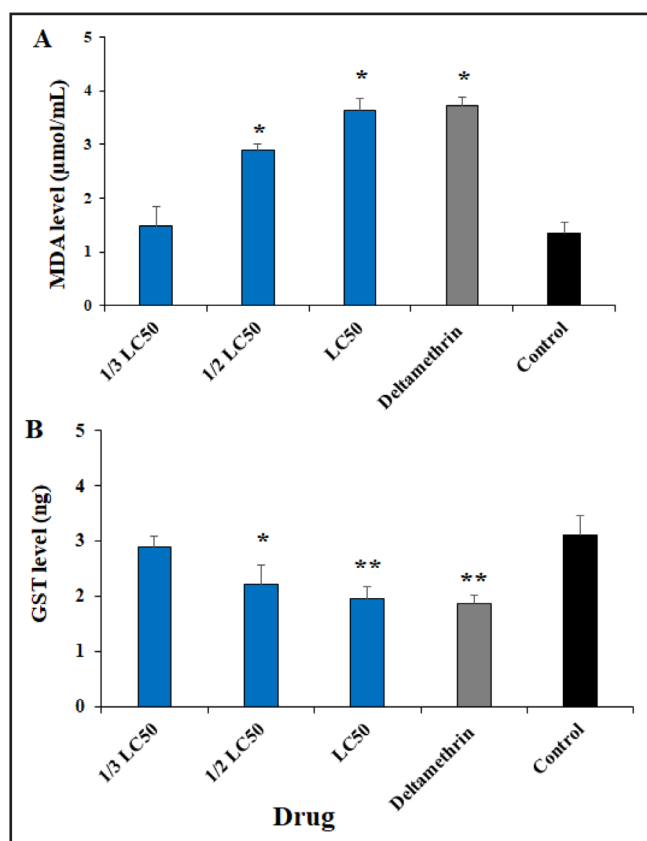 A
MDA level (µmol/mL)
5
4
3
2
1
0
*
*
*
1/3 LC50
1/2 LC50
LC50
Deltamethrin
Control
B
GST level (ng)
5
4
3
2
1
0
*
**
**
1/3 LC50
1/2 LC50
LC50
Deltamethrin
Control
Drug